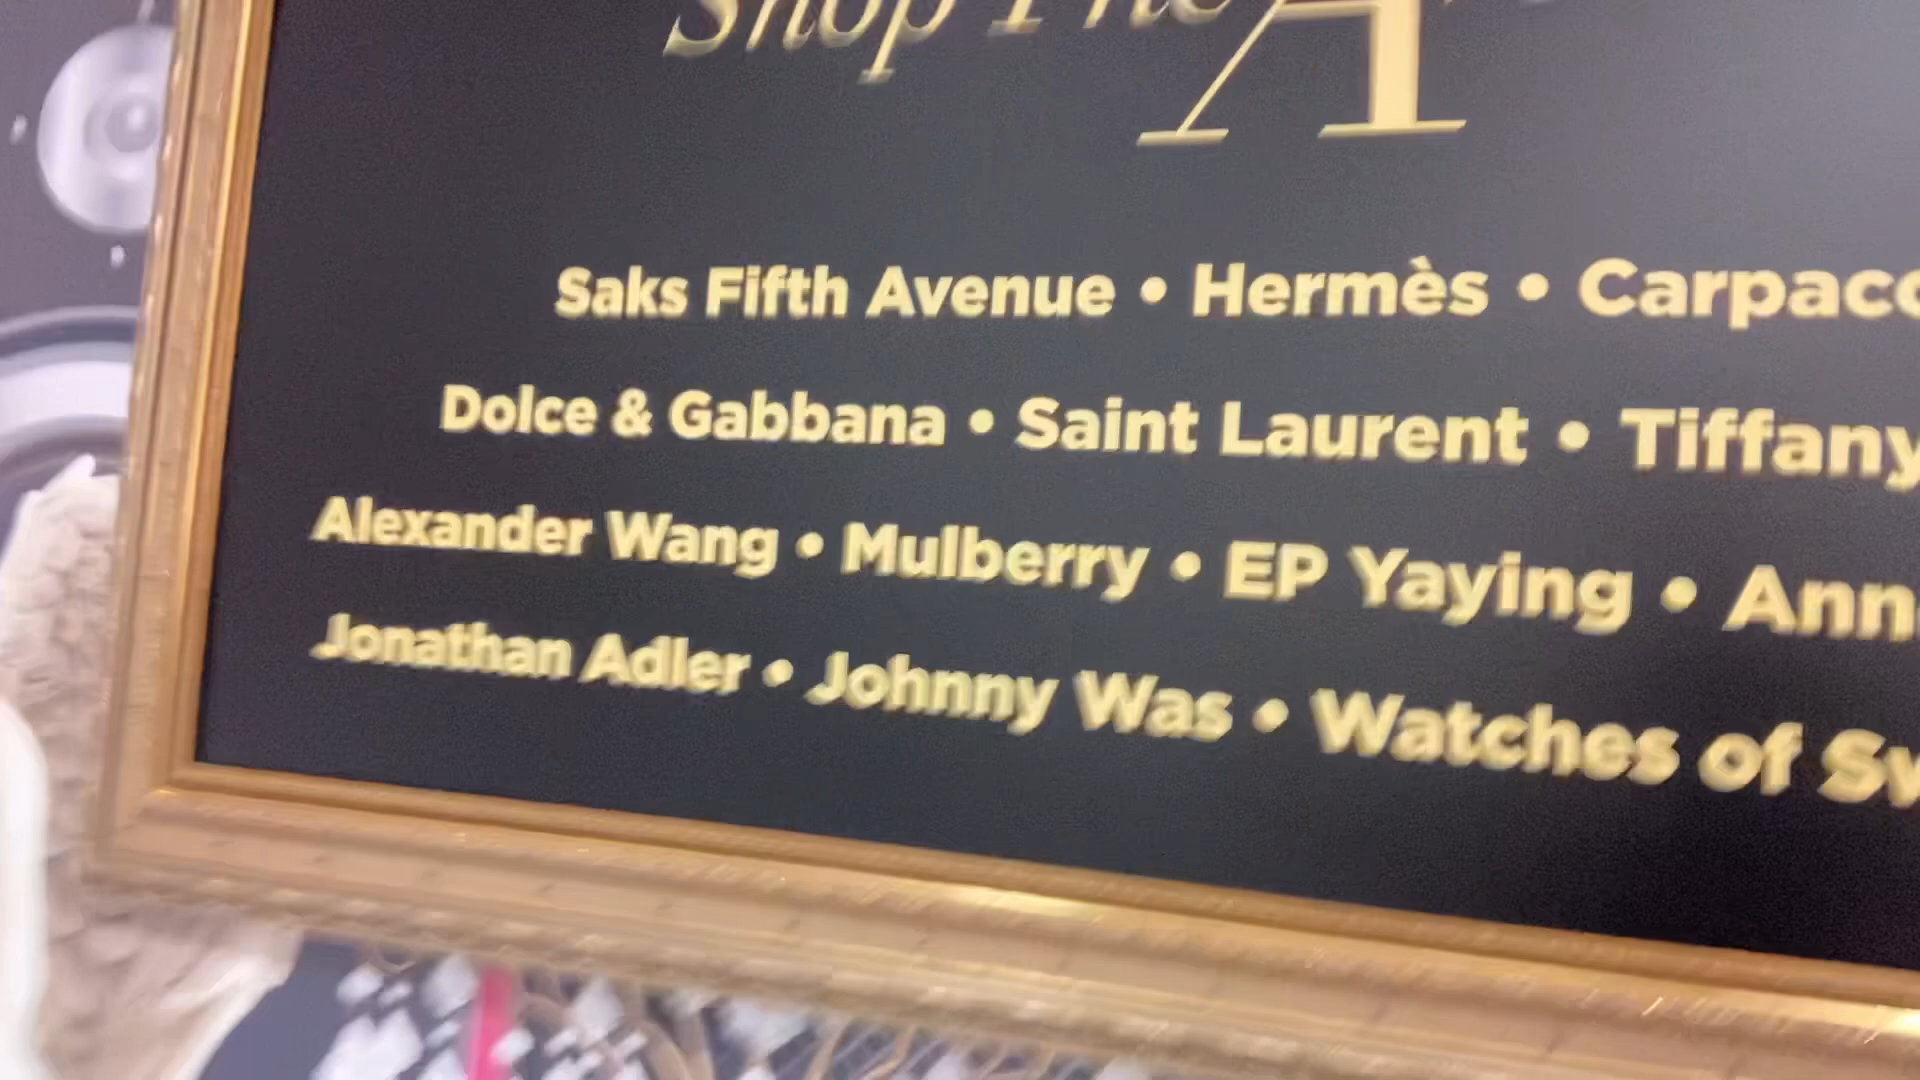 Shop The A
Saks Fifth Avenue • Hermès • Carpacc
Dolce & Gabbana • Saint Laurent • Tiffany
Alexander Wang • Mulberry • EP Yaying • Ann
Jonathan Adler • Johnny Was • Watches of Sw